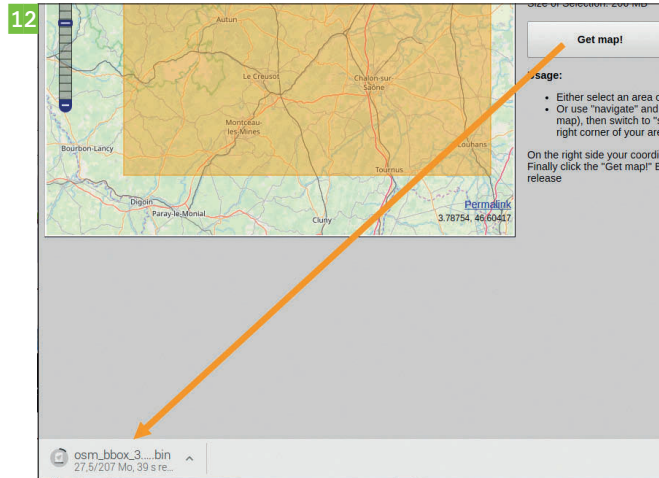 12
Size of Selection: 206 MB
Get map!
Usage:
Either select an area o
Or use "navigate" and
map), then switch to "s
right corner of your are
On the right side your coordi
Finally click the "Get map!" B
release
Autun
Le Creusot
Chalon-sur-
Saône
Montceau-
les-Mines
Bourbon-Lancy
Louhans
Tournus
Digoin
Paray-le-Monial
Cluny
Permalink
3.78754, 46.60417
osm_bbox_3.....bin
27,5/207 Mo, 39 s re...